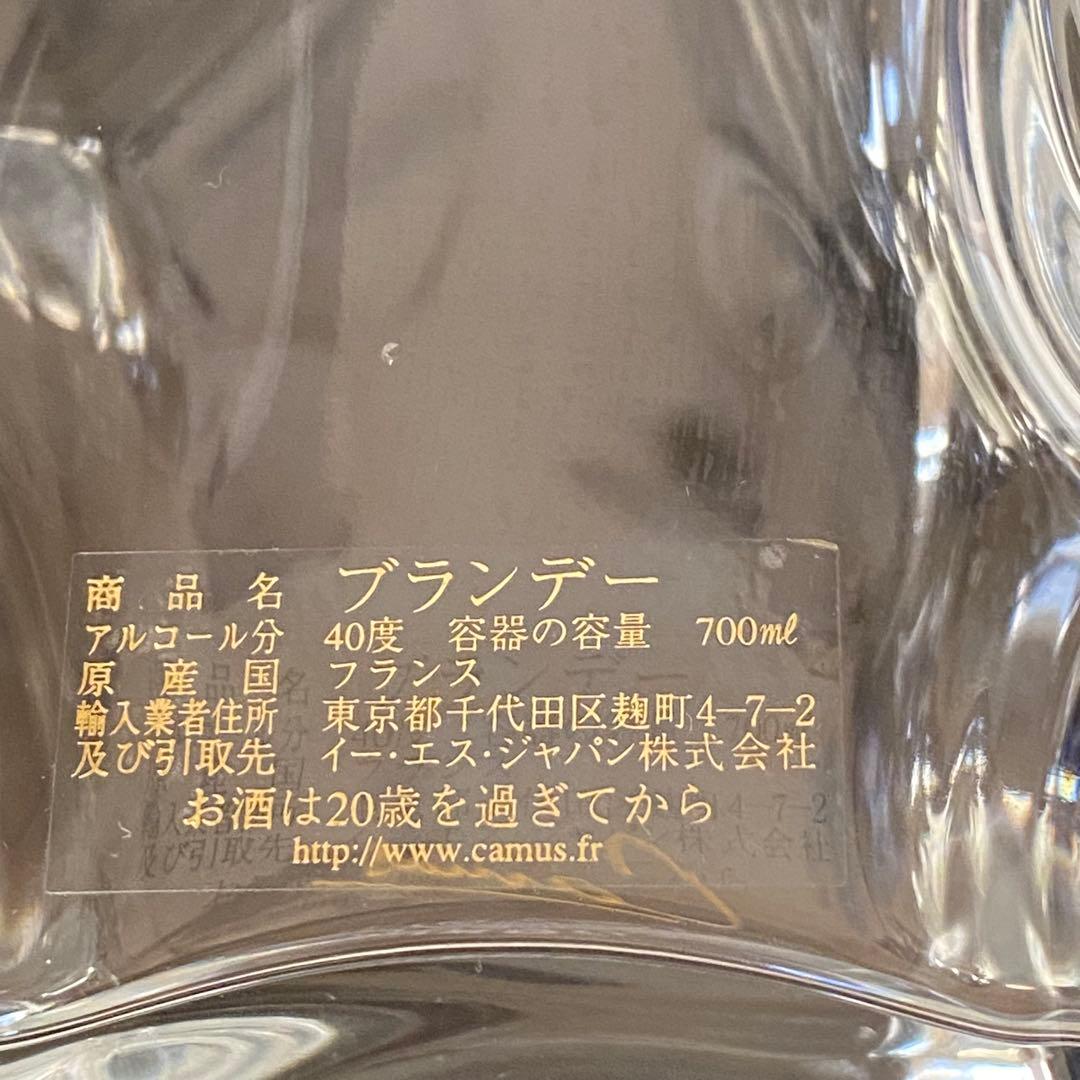 商品名 ブランデー
アルコール分 40度 容器の容量 700ml
原産国 フランス
輸入業者住所 東京都千代田区麹町4-7-2
及び引取先 イー・エス・ジャパン株式会社
お酒は20歳を過ぎてから
http://www.camus.fr